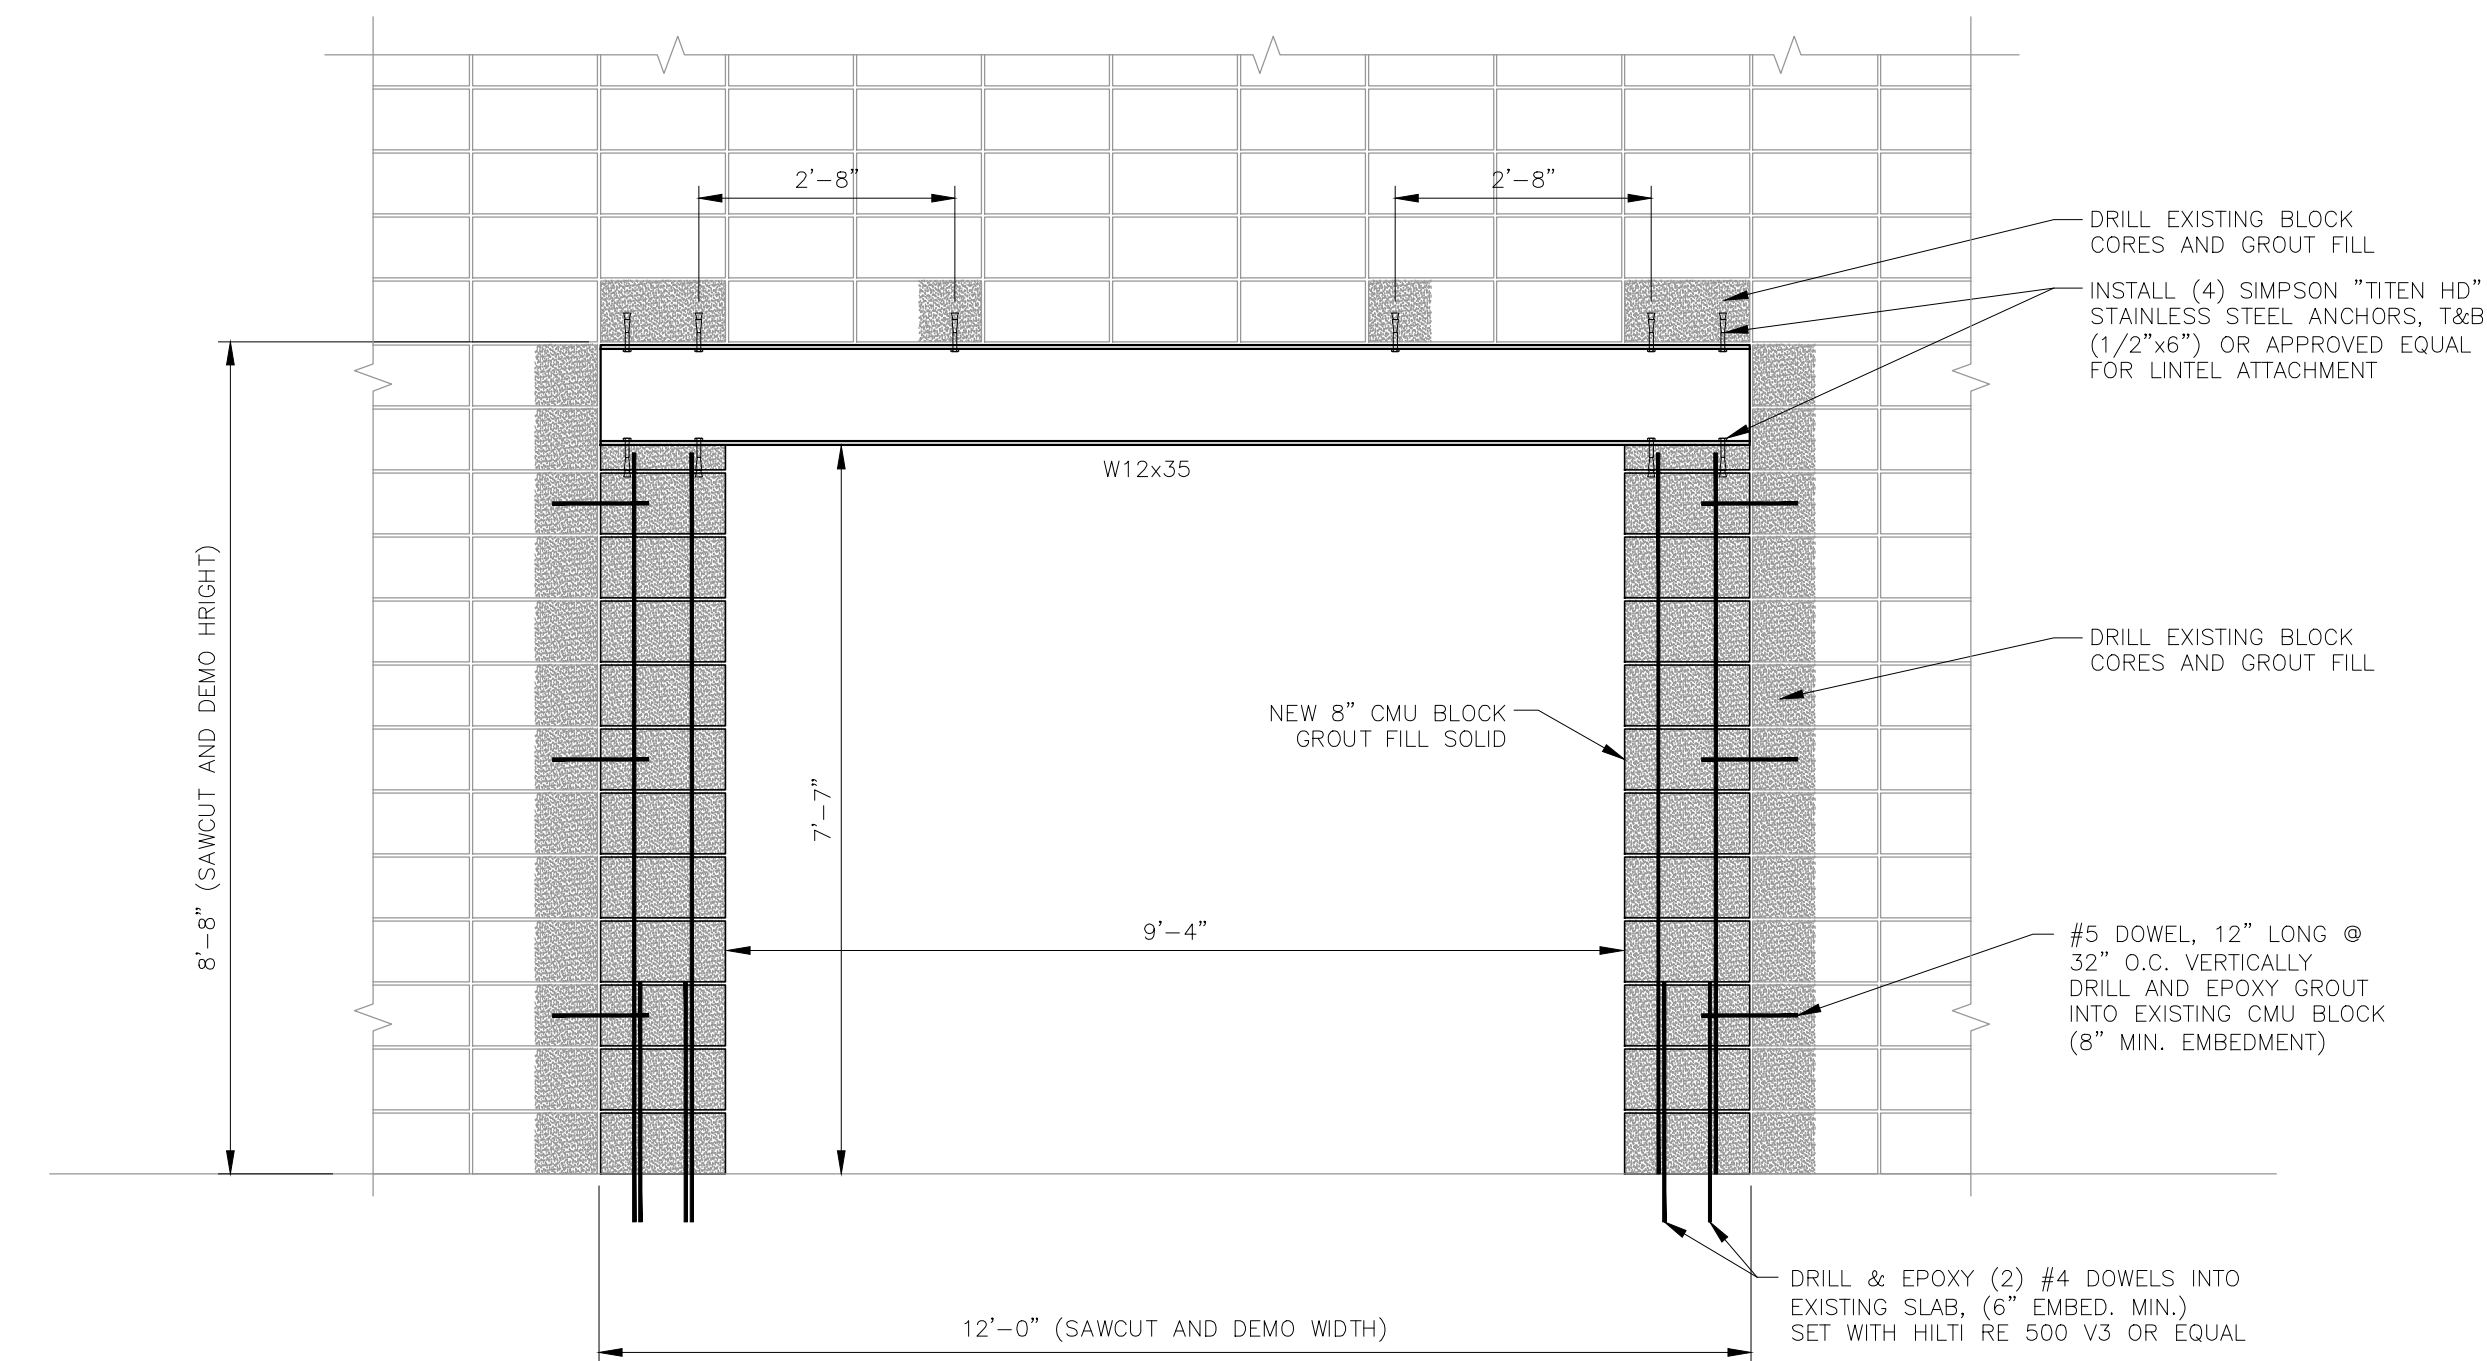 2'-8"
2'-8"
DRILL EXISTING BLOCK
CORES AND GROUT FILL
INSTALL (4) SIMPSON "TITEN HD"
STAINLESS STEEL ANCHORS, T&B
(1/2"x6") OR APPROVED EQUAL
FOR LINTEL ATTACHMENT
W12x35
8'-8" (SAWCUT AND DEMO HRIGHT)
DRILL EXISTING BLOCK
CORES AND GROUT FILL
NEW 8" CMU BLOCK
GROUT FILL SOLID
7'-7"
9'-4"
#5 DOWEL, 12" LONG @
32" O.C. VERTICALLY
DRILL AND EPOXY GROUT
INTO EXISTING CMU BLOCK
(8" MIN. EMBEDMENT)
DRILL & EPOXY (2) #4 DOWELS INTO
EXISTING SLAB, (6" EMBED. MIN.)
SET WITH HILTI RE 500 V3 OR EQUAL
12'-0" (SAWCUT AND DEMO WIDTH)